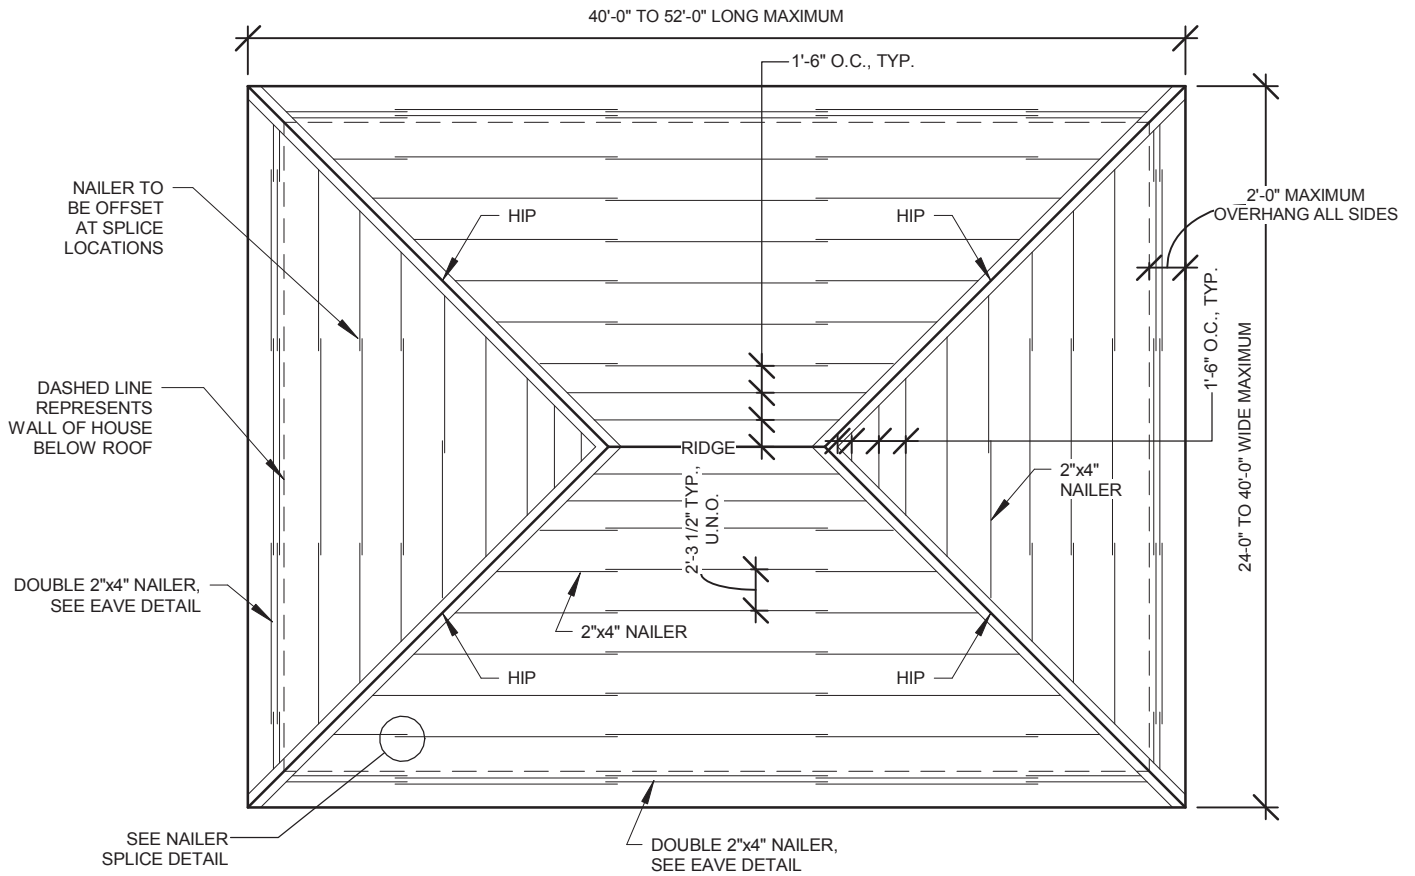 40'-0" TO 52'-0" LONG MAXIMUM
1'-6" O.C., TYP.
NAILER TO
BE OFFSET
AT SPLICE
LOCATIONS
HIP
HIP
2'-0" MAXIMUM
OVERHANG ALL SIDES
1'-6" O.C., TYP.
24-0" TO 40'-0" WIDE MAXIMUM
DASHED LINE
REPRESENTS
WALL OF HOUSE
BELOW ROOF
RIDGE
2'-3 1/2" TYP.,
U.N.O.
2"x4"
NAILER
DOUBLE 2"x4" NAILER,
SEE EAVE DETAIL
2"x4" NAILER
HIP
HIP
SEE NAILER
SPLICE DETAIL
DOUBLE 2"x4" NAILER,
SEE EAVE DETAIL